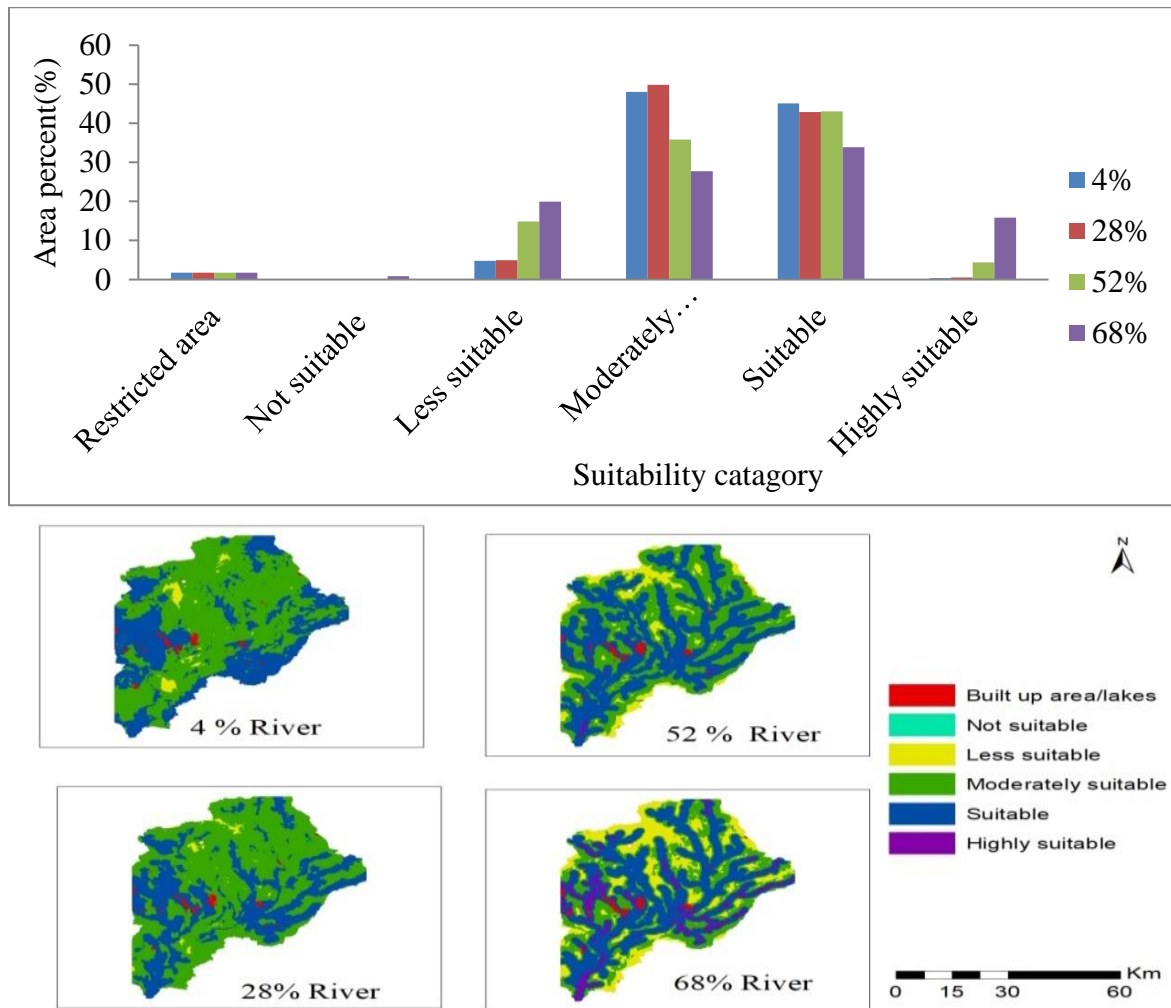 60
50
40
30
20
10
0
Area percent(%)
Restricted area
Not suitable
Less suitable
Moderately…
Suitable
Highly suitable
Suitability catagory
4%
28%
52%
68%
4 % River
52 % River
28% River
68% River
N
Built up area/lakes
Not suitable
Less suitable
Moderately suitable
Suitable
Highly suitable
Km
0 15 30 60